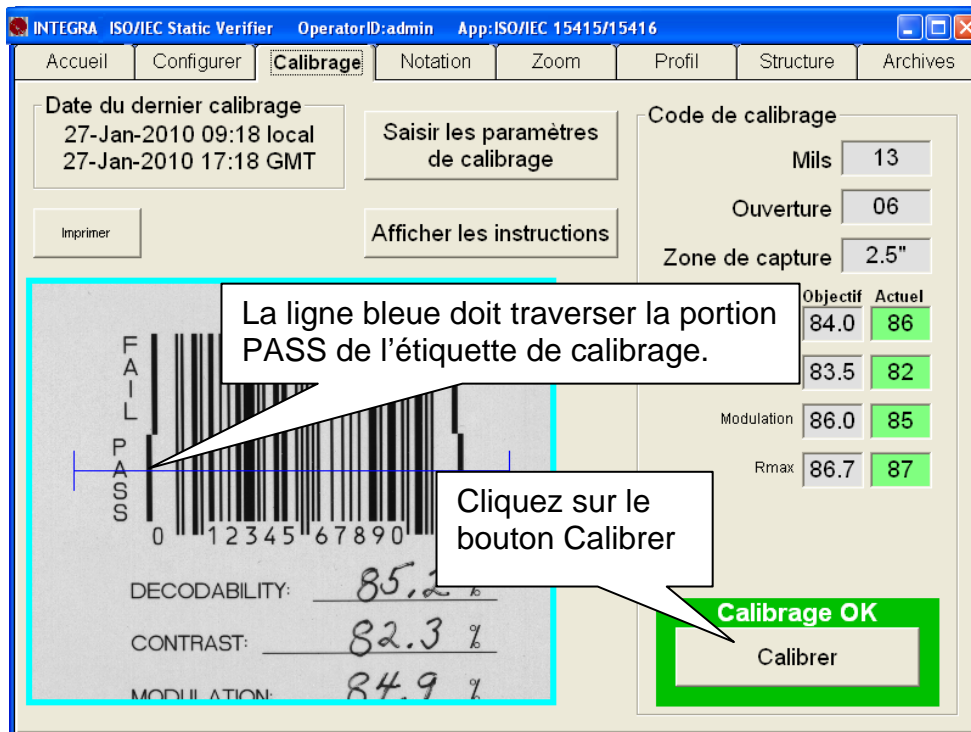 INTEGRA ISO/IEC Static Verifier OperatorID:admin App:ISO/IEC 15415/15416
Accueil Configurer Calibrage Notation Zoom Profil Structure Archives
Date du dernier calibrage
27-Jan-2010 09:18 local
27-Jan-2010 17:18 GMT
Imprimer
Saisir les paramètres
de calibrage
Afficher les instructions
Code de calibrage
Mils 13
Ouverture 06
Zone de capture 2.5"
Objectif Actuel
84.0 86
83.5 82
Modulation 86.0 85
Rmax 86.7 87
La ligne bleue doit traverser la portion
PASS de l'étiquette de calibrage.
FAIL
PASS
0 12345 67890
DECODABILITY: 85.2 %
CONTRAST: 82.3 %
MODULATION: 84.9 %
Cliquez sur le
bouton Calibrer
Calibrage OK
Calibrer